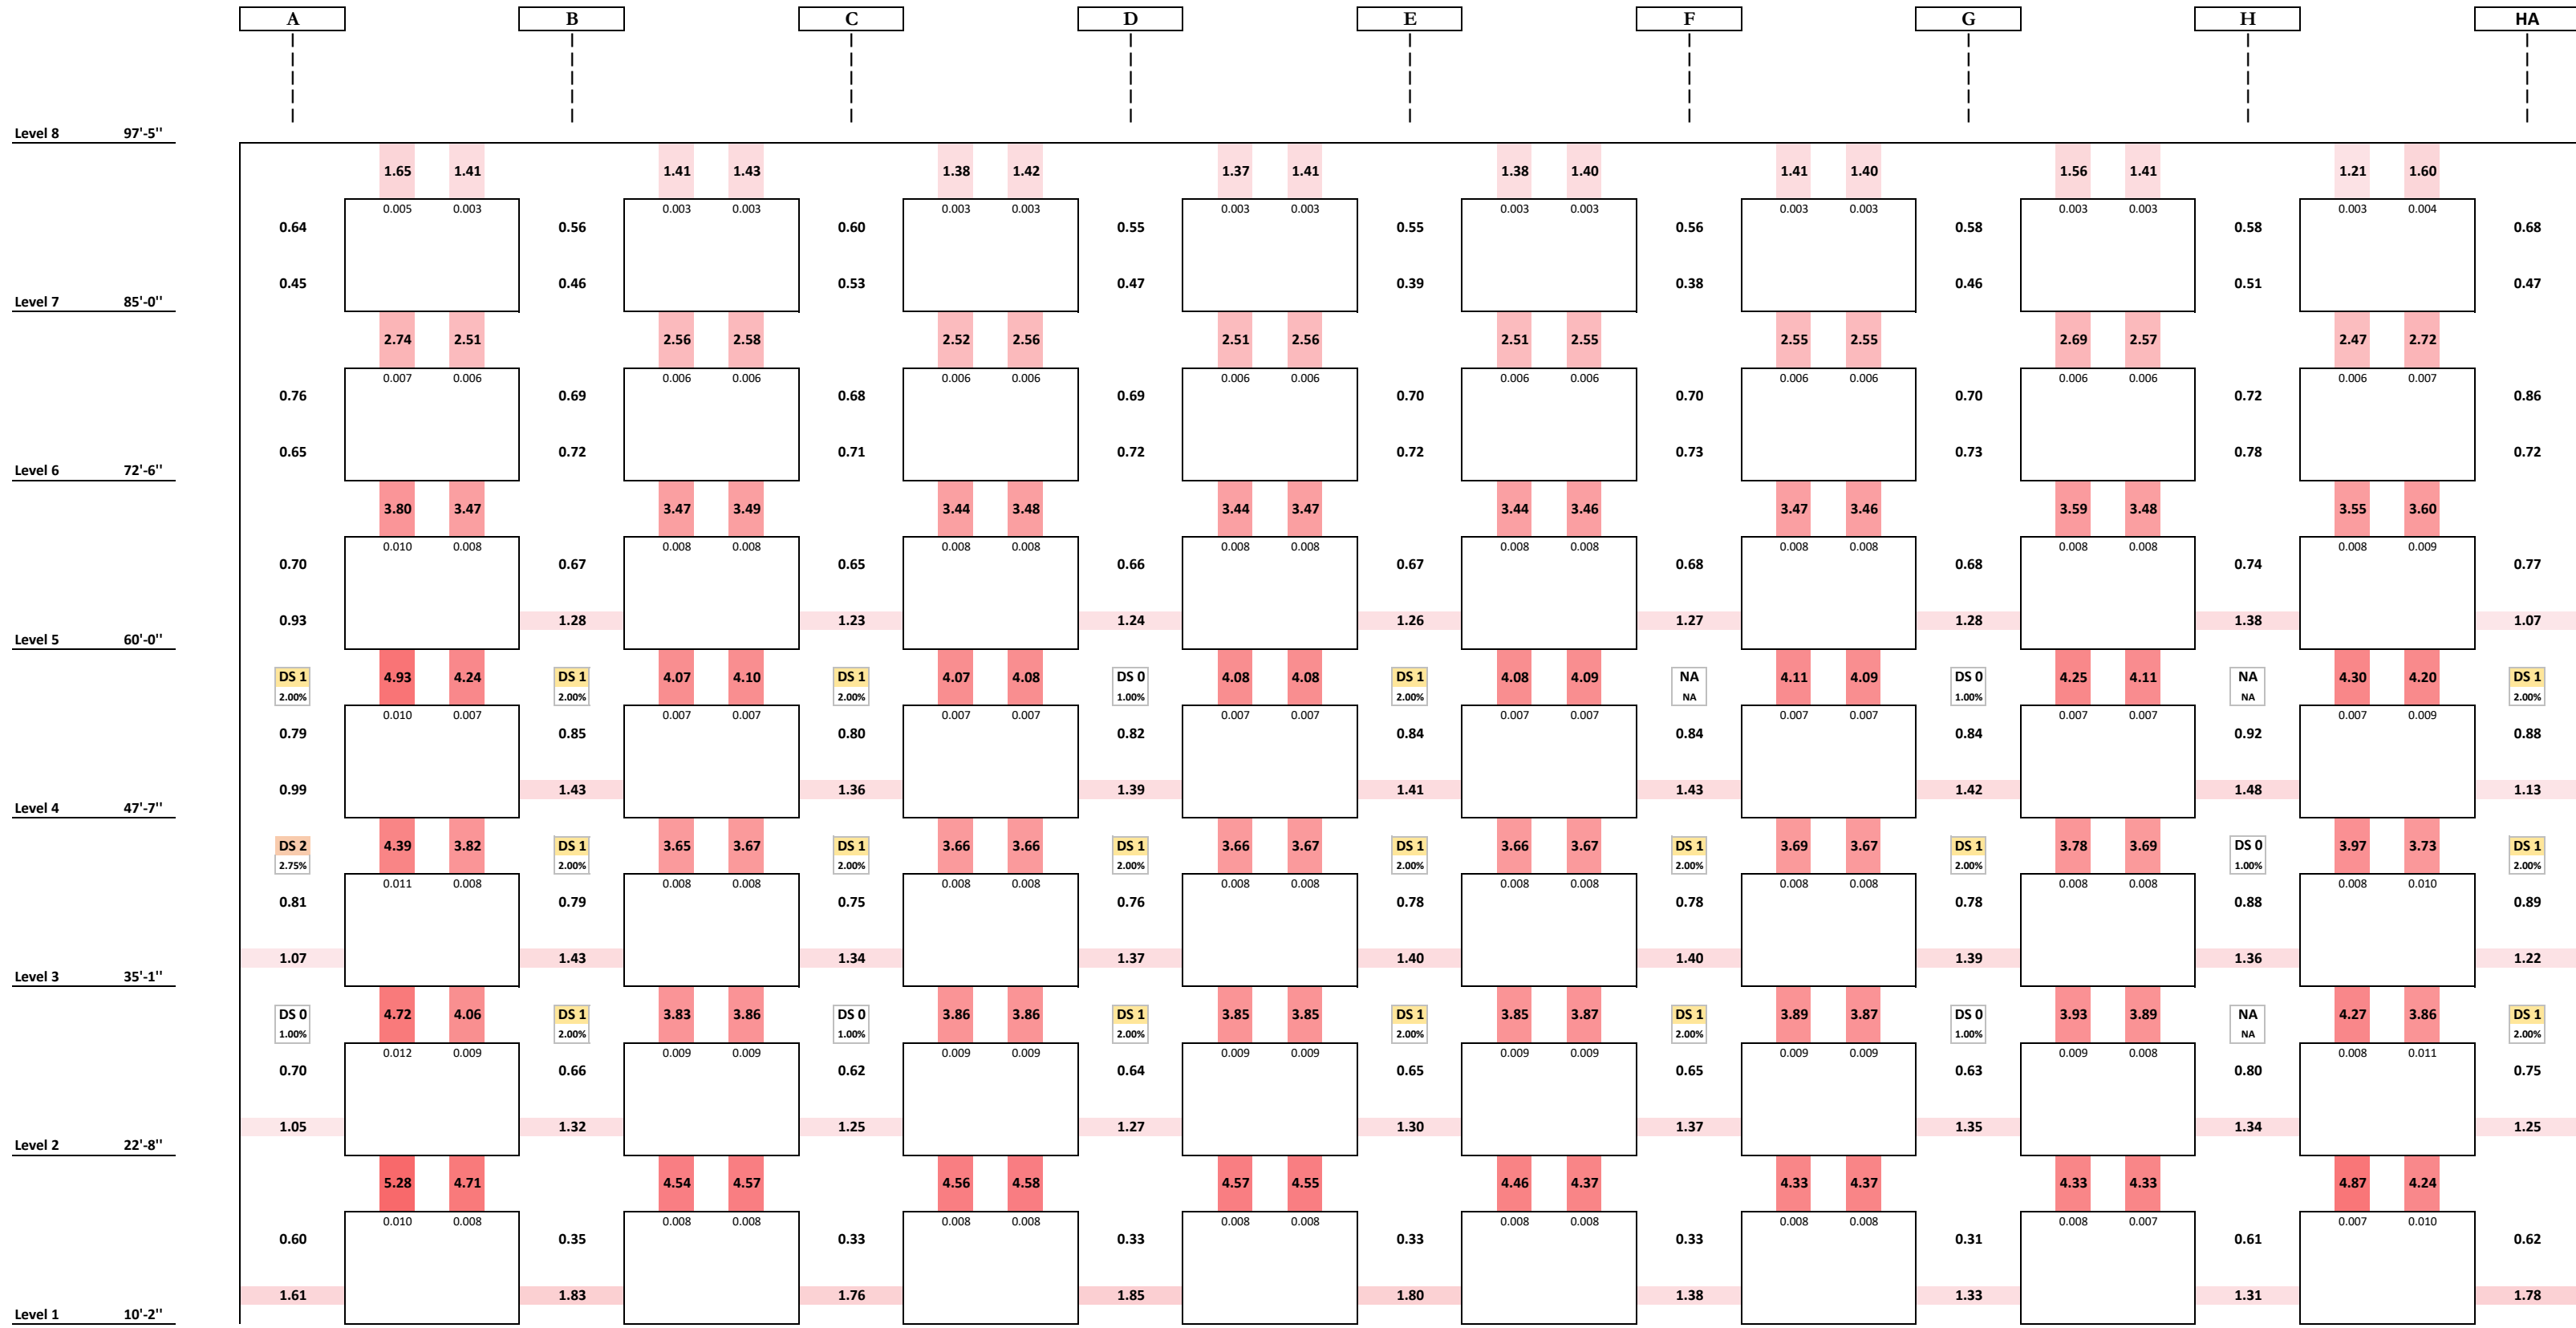 A B C D E F G H HA
Level 8 97'-5''
1.65 1.41 1.41 1.43 1.38 1.42 1.37 1.41 1.38 1.40 1.41 1.40 1.56 1.41 1.21 1.60
0.005 0.003 0.003 0.003 0.003 0.003 0.003 0.003 0.003 0.003 0.003 0.003 0.003 0.003 0.003 0.004
0.64 0.56 0.60 0.55 0.55 0.56 0.58 0.58 0.68
0.45 0.46 0.53 0.47 0.39 0.38 0.46 0.51 0.47
Level 7 85'-0''
2.74 2.51 2.56 2.58 2.52 2.56 2.51 2.56 2.51 2.55 2.55 2.55 2.69 2.57 2.47 2.72
0.007 0.006 0.006 0.006 0.006 0.006 0.006 0.006 0.006 0.006 0.006 0.006 0.006 0.006 0.006 0.007
0.76 0.69 0.68 0.69 0.70 0.70 0.70 0.72 0.86
0.65 0.72 0.71 0.72 0.72 0.73 0.73 0.78 0.72
Level 6 72'-6''
3.80 3.47 3.47 3.49 3.44 3.48 3.44 3.47 3.44 3.46 3.47 3.46 3.59 3.48 3.55 3.60
0.010 0.008 0.008 0.008 0.008 0.008 0.008 0.008 0.008 0.008 0.008 0.008 0.008 0.008 0.008 0.009
0.70 0.67 0.65 0.66 0.67 0.68 0.68 0.74 0.77
0.93 1.28 1.23 1.24 1.26 1.27 1.28 1.38 1.07
Level 5 60'-0''
DS 1 4.93 4.24 DS 1 4.07 4.10 DS 1 4.07 4.08 DS 0 4.08 4.08 DS 1 4.08 4.09 NA 4.11 4.09 DS 0 4.25 4.11 NA 4.30 4.20 DS 1
2.00% 2.00% 2.00% 1.00% 2.00% NA 1.00% NA 2.00%
0.010 0.007 0.007 0.007 0.007 0.007 0.007 0.007 0.007 0.007 0.007 0.007 0.007 0.007 0.007 0.009
0.79 0.85 0.80 0.82 0.84 0.84 0.84 0.92 0.88
0.99 1.43 1.36 1.39 1.41 1.43 1.42 1.48 1.13
Level 4 47'-7''
DS 2 4.39 3.82 DS 1 3.65 3.67 DS 1 3.66 3.66 DS 1 3.66 3.67 DS 1 3.66 3.67 DS 1 3.69 3.67 DS 1 3.78 3.69 DS 0 3.97 3.73 DS 1
2.75% 2.00% 2.00% 2.00% 2.00% 2.00% 2.00% 1.00% 2.00%
0.011 0.008 0.008 0.008 0.008 0.008 0.008 0.008 0.008 0.008 0.008 0.008 0.008 0.008 0.008 0.010
0.81 0.79 0.75 0.76 0.78 0.78 0.78 0.88 0.89
1.07 1.43 1.34 1.37 1.40 1.40 1.39 1.36 1.22
Level 3 35'-1''
DS 0 4.72 4.06 DS 1 3.83 3.86 DS 0 3.86 3.86 DS 1 3.85 3.85 DS 1 3.85 3.87 DS 1 3.89 3.87 DS 0 3.93 3.89 NA 4.27 3.86 DS 1
1.00% 2.00% 1.00% 2.00% 2.00% 2.00% 1.00% NA 2.00%
0.012 0.009 0.009 0.009 0.009 0.009 0.009 0.009 0.009 0.009 0.009 0.009 0.009 0.008 0.008 0.011
0.70 0.66 0.62 0.64 0.65 0.65 0.63 0.80 0.75
1.05 1.32 1.25 1.27 1.30 1.37 1.35 1.34 1.25
Level 2 22'-8''
5.28 4.71 4.54 4.57 4.56 4.58 4.57 4.55 4.46 4.37 4.33 4.37 4.33 4.33 4.87 4.24
0.010 0.008 0.008 0.008 0.008 0.008 0.008 0.008 0.008 0.008 0.008 0.008 0.008 0.007 0.007 0.010
0.60 0.35 0.33 0.33 0.33 0.33 0.31 0.61 0.62
1.61 1.83 1.76 1.85 1.80 1.38 1.33 1.31 1.78
Level 1 10'-2''